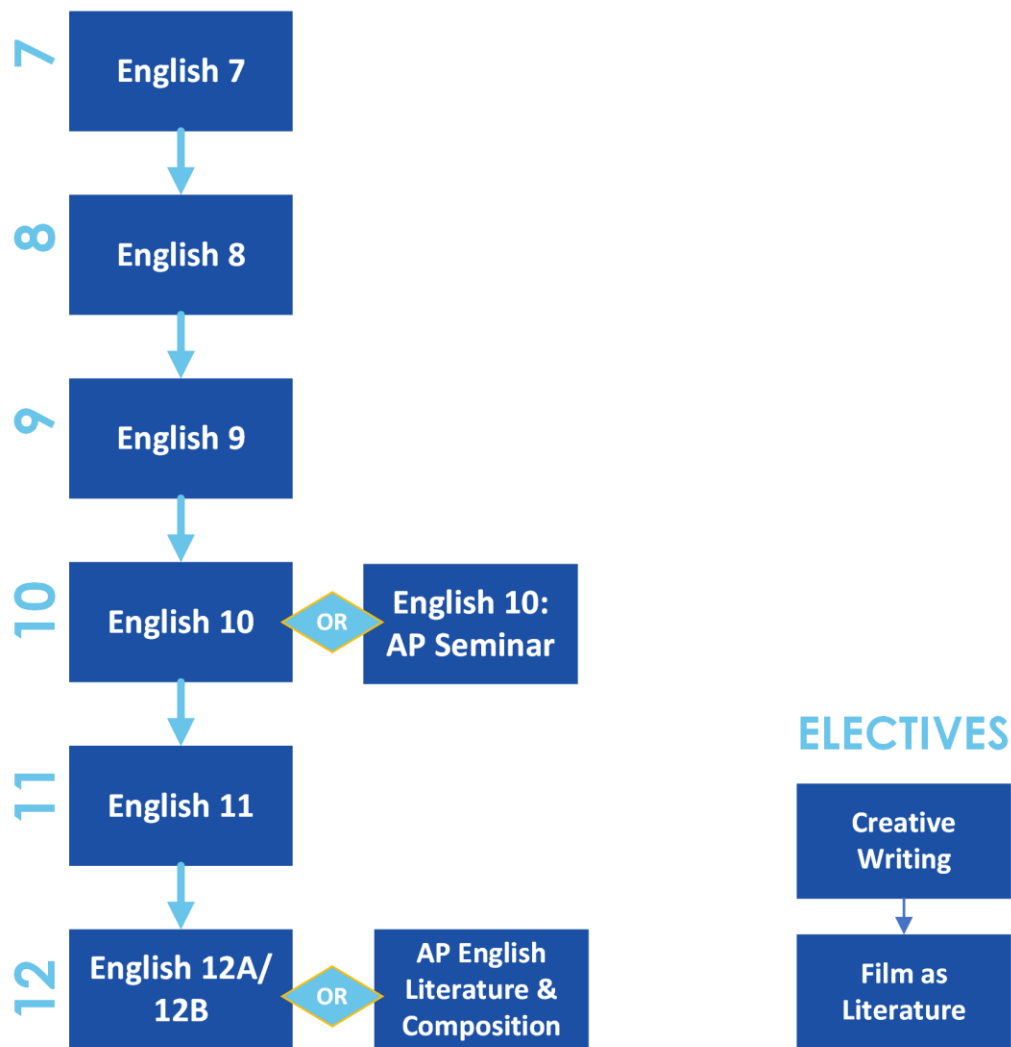 7
English 7
8
English 8
9
English 9
10
English 10
OR
English 10:
AP Seminar
11
English 11
12
English 12A/
12B
OR
AP English
Literature &
Composition
ELECTIVES
Creative
Writing
Film as
Literature